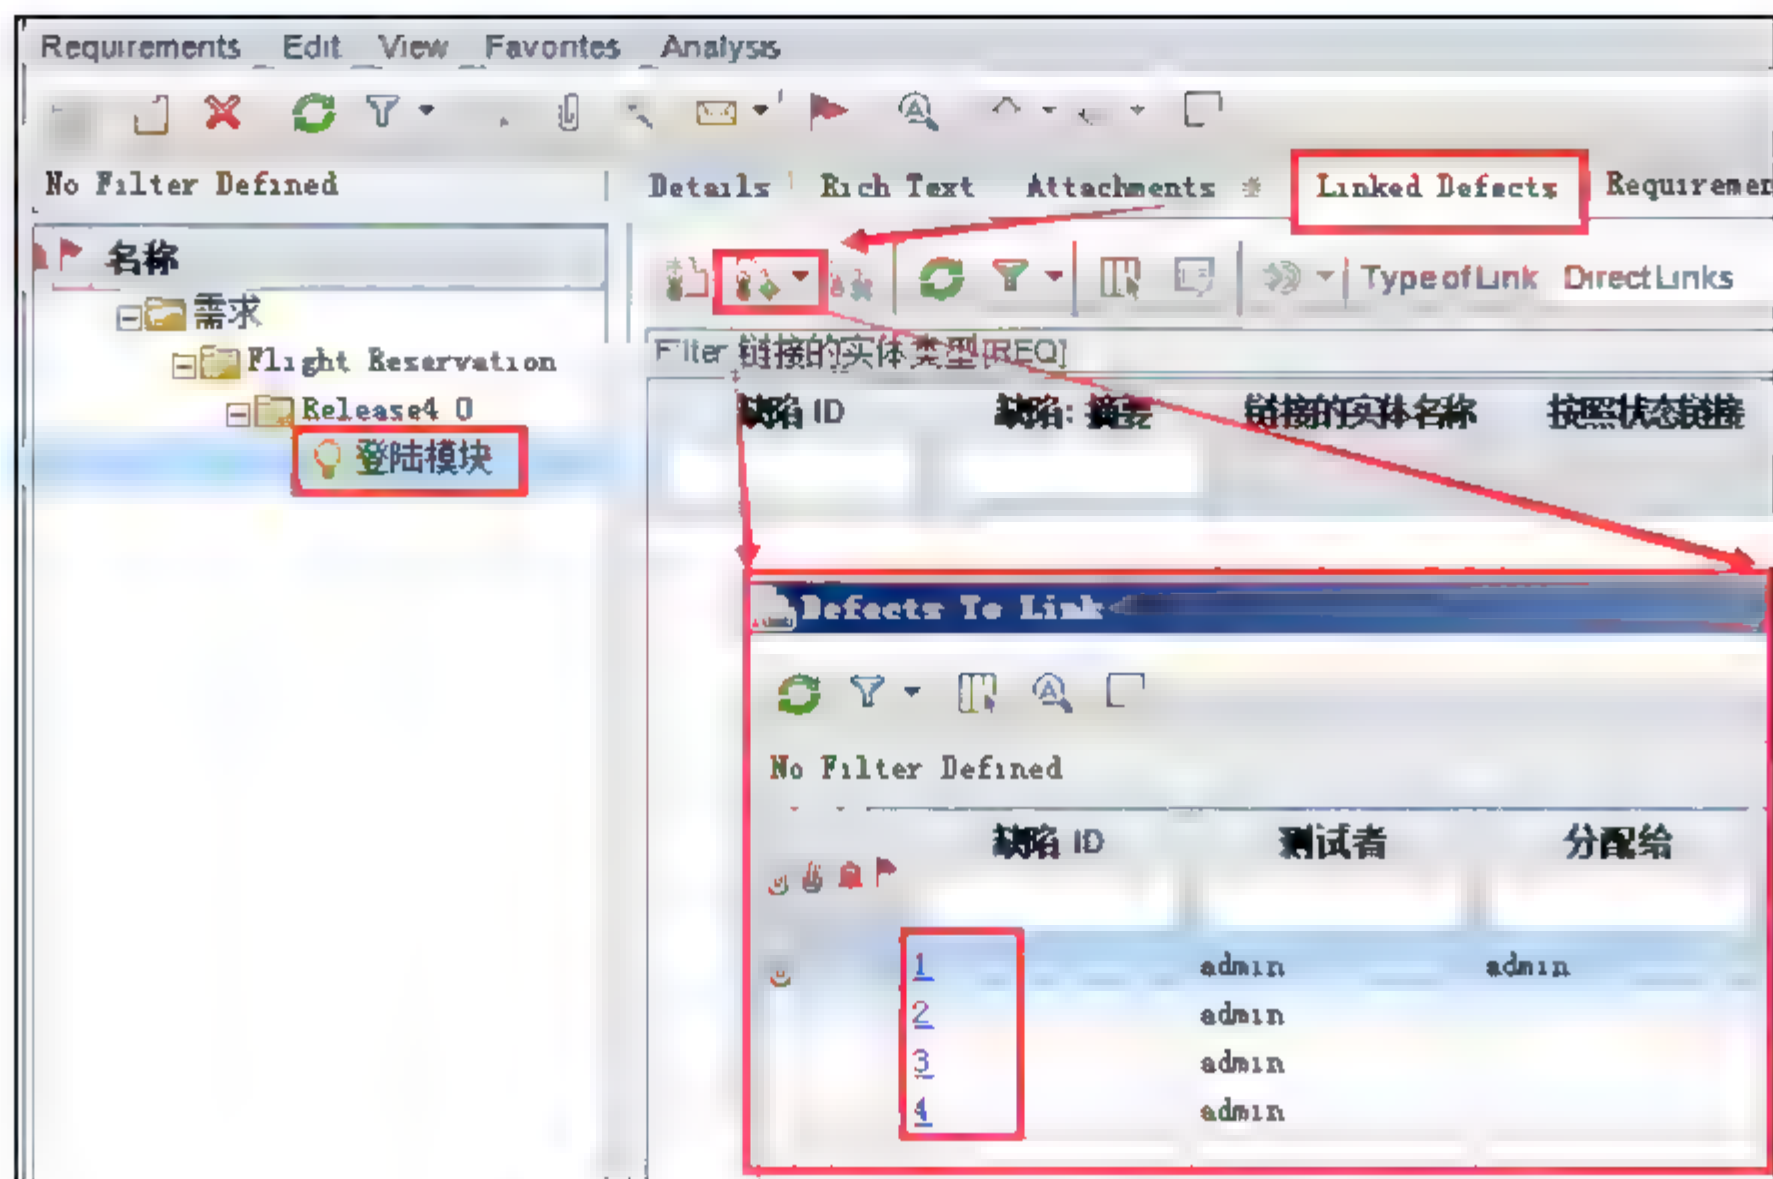 Requirements Edit View Favorites Analysis
No Filter Defined
Details Rich Text Attachments * Linked Defects
名称
Type of Link Direct Links
需求
Filter 链接的实体类型[REQ]
Flight Reservation
Release4 0
缺陷 ID 缺陷: 摘要 链接的实体名称 按照状态链接
登陆模块
Defects To Link
No Filter Defined
缺陷 ID 测试者 分配给
1 admin admin
2 admin
3 admin
4 admin